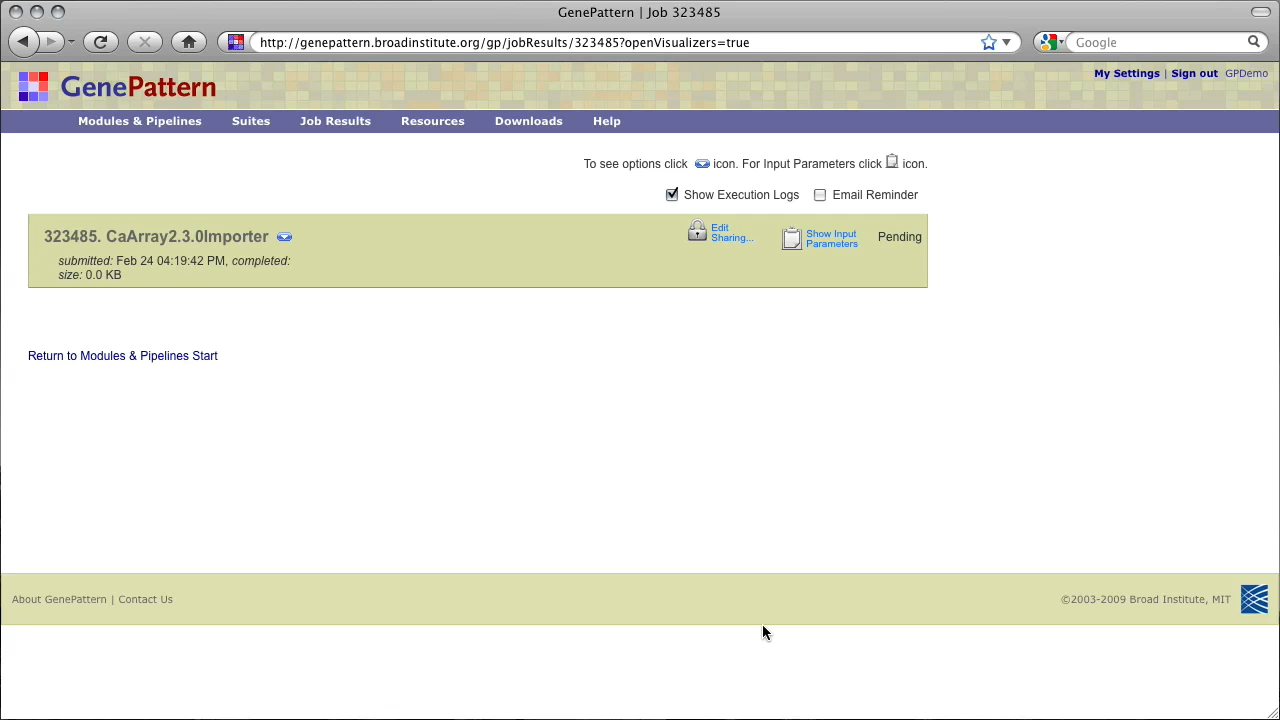 GenePattern | Job 323485
http://genepattern.broadinstitute.org/gp/jobResults/323485?openVisualizers=true
Google
GenePattern
My Settings | Sign out GPDemo
Modules & Pipelines Suites Job Results Resources Downloads Help
To see options click icon. For Input Parameters click icon.
Show Execution Logs Email Reminder
323485. CaArray2.3.0Importer
Edit Sharing...
Show Input Parameters
Pending
submitted: Feb 24 04:19:42 PM, completed:
size: 0.0 KB
Return to Modules & Pipelines Start
About GenePattern | Contact Us
©2003-2009 Broad Institute, MIT